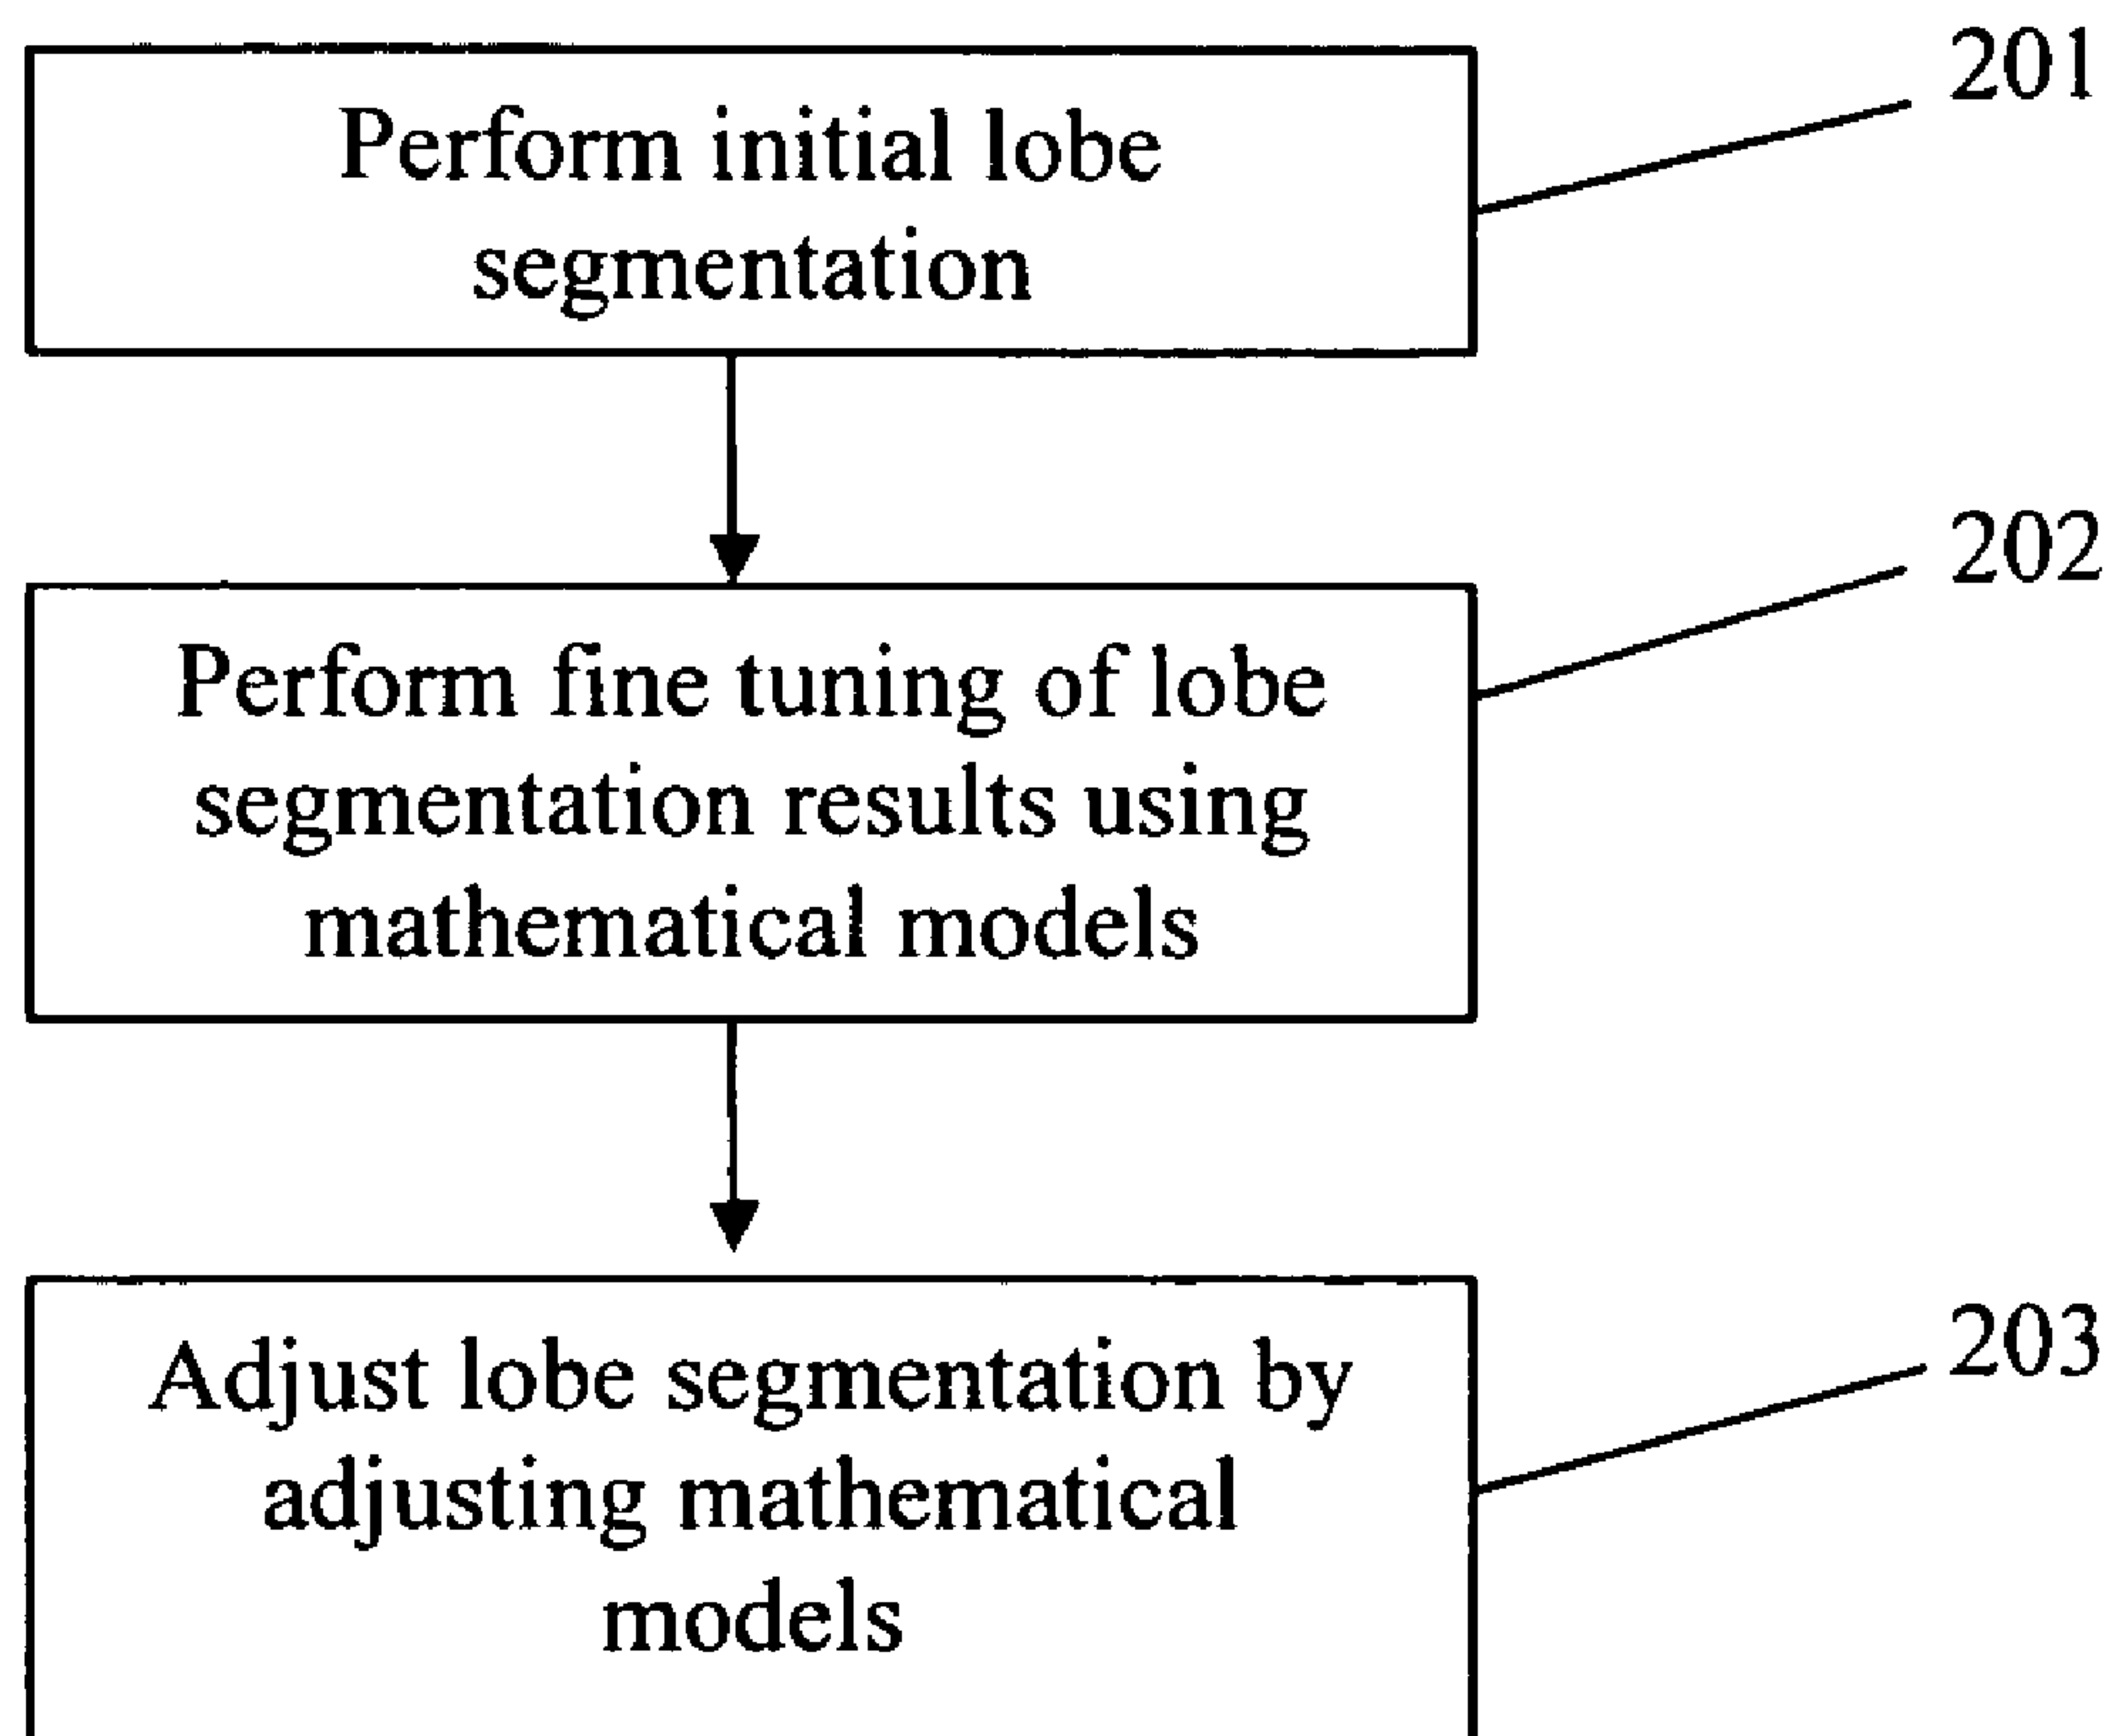 201
Perform initial lobe
segmentation
202
Perform fine tuning of lobe
segmentation results using
mathematical models
203
Adjust lobe segmentation by
adjusting mathematical
models